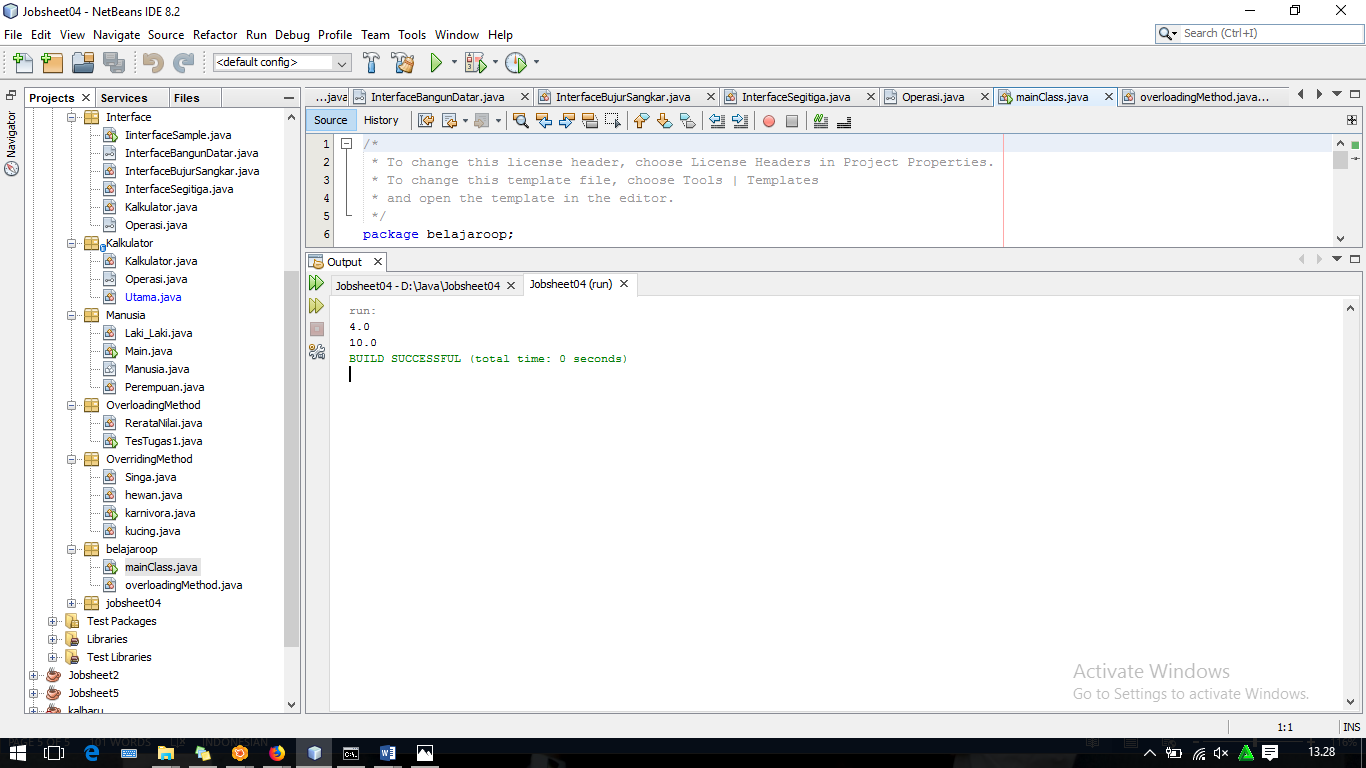 Jobsheet04 - NetBeans IDE 8.2
File Edit View Navigate Source Refactor Run Debug Profile Team Tools Window Help
Search (Ctrl+I)
<default config>
Projects Services Files
Navigator
Interface
InterfaceSample.java
InterfaceBangunDatar.java
InterfaceBujurSangkar.java
InterfaceSegitiga.java
Kalkulator.java
Operasi.java
Kalkulator
Kalkulator.java
Operasi.java
Utama.java
Manusia
Laki_Laki.java
Main.java
Manusia.java
Perempuan.java
OverloadingMethod
RerataNilai.java
TesTugas1.java
OverridingMethod
Singa.java
hewan.java
karnivora.java
kucing.java
belajaroop
mainClass.java
overloadingMethod.java
jobsheet04
Test Packages
Libraries
Test Libraries
Jobsheet2
Jobsheet5
kalbaru
...java InterfaceBangunDatar.java InterfaceBujurSangkar.java InterfaceSegitiga.java Operasi.java mainClass.java overloadingMethod.java...
Source History
1 /*
2 * To change this license header, choose License Headers in Project Properties.
3 * To change this template file, choose Tools | Templates
4 * and open the template in the editor.
5 */
6 package belajaroop;
Output
Jobsheet04 - D:\Java\Jobsheet04 Jobsheet04 (run)
run:
4.0
10.0
BUILD SUCCESSFUL (total time: 0 seconds)
Activate Windows
Go to Settings to activate Windows.
1:1 INS
PAGE 5 OF 5 101 WORDS INDONESIAN
13.28